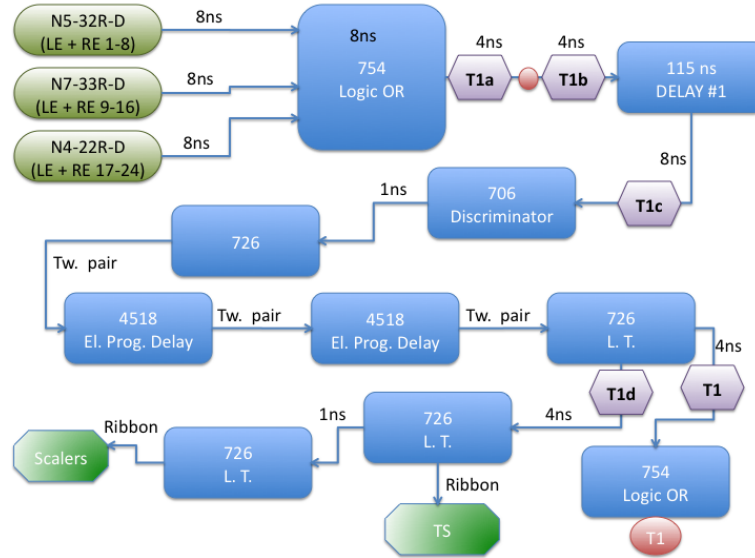 N5-32R-D
(LE + RE 1-8)
8ns
8ns
754
Logic OR
4ns
T1a
4ns
T1b
115 ns
DELAY #1
N7-33R-D
(LE + RE 9-16)
8ns
N4-22R-D
(LE + RE 17-24)
8ns
8ns
T1c
706
Discriminator
1ns
726
Tw. pair
4518
El. Prog. Delay
Tw. pair
4518
El. Prog. Delay
Tw. pair
726
L. T.
4ns
T1d
T1
4ns
726
L. T.
1ns
726
L. T.
Ribbon
Scalers
Ribbon
TS
754
Logic OR
T1